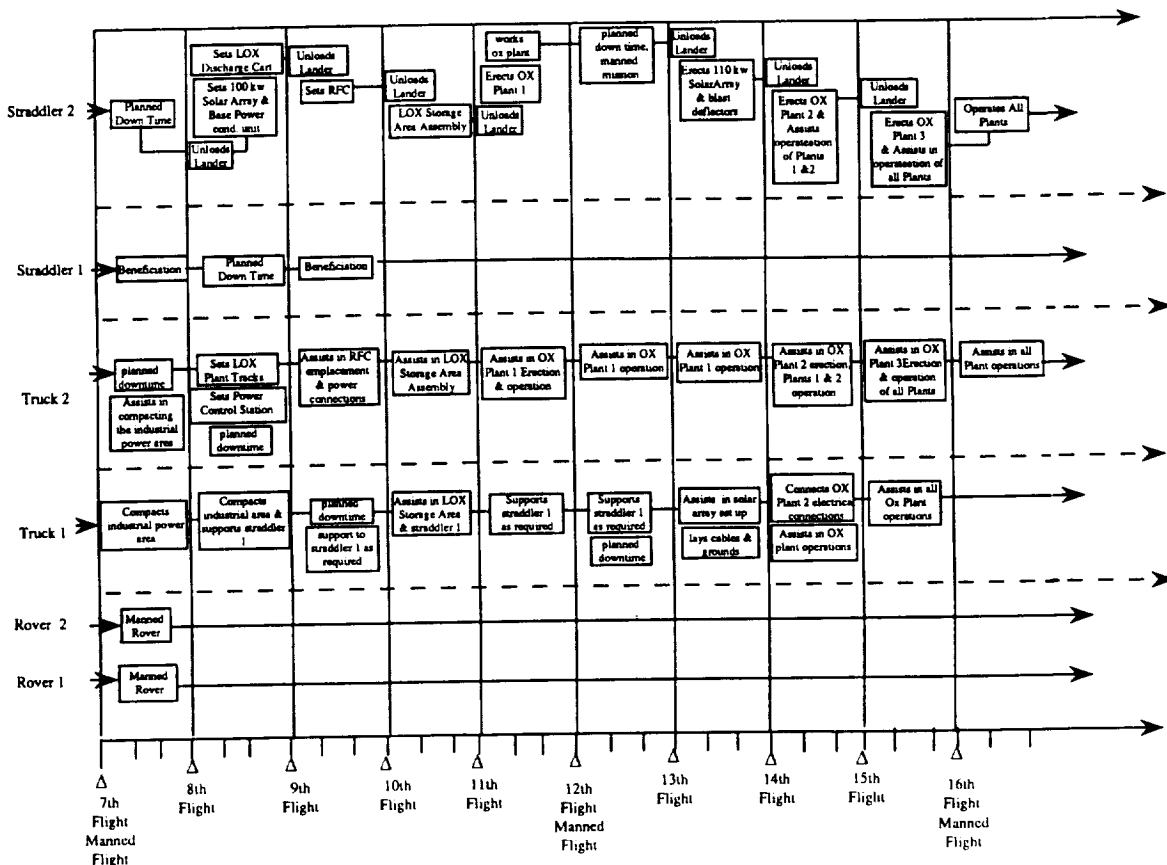 Straddler 2
Planned
Down Time
Unloads
Lander
Sets LOX
Discharge Cart
Sets 100 kw
Solar Array &
Base Power
cond. unit
Unloads
Lander
Sets RFC
Unloads
Lander
LOX Storage
Area Assembly
works
ox plant
Erects OX
Plant 1
Unloads
Lander
planned
down time,
manned
mission
Unloads
Lander
Erects 110 kw
SolarArray
& blast
deflectors
Unloads
Lander
Erects OX
Plant 2 &
Assists
operateation
of Plants
1 &2
Unloads
Lander
Erects OX
Plant 3
& Assists in
operateation of
all Plants
Operates All
Plants
Straddler 1
Beneficiation
Planned
Down Time
Beneficiation
Truck 2
planned
downtime
Assists in
compacting
the industrial
power area
Sets LOX
Plant Trucks
Sets Power
Control Station
planned
downtime
Assists in RFC
emplacement
& power
connections
Assists in LOX
Storage Area
Assembly
Assists in OX
Plant 1 Erection
& operation
Assists in OX
Plant 1 operation
Assists in OX
Plant 1 operation
Assists in OX
Plant 2 erection,
Plants 1 & 2
operation
Assists in OX
Plant 3Erection
& operation
of all Plants
Assists in all
Plant operations
Truck 1
Compacts
industrial power
area
Compacts
industrial area &
supports straddler
1
planned
downtime
support to
straddler 1 as
required
Assists in LOX
Storage Area
& straddler 1
Supports
straddler 1
as required
Supports
straddler 1
as required
planned
downtime
Assists in solar
array set up
lays cables &
grounds
Connects OX
Plant 2 electrical
connections
Assists in OX
plant operations
Assists in all
Ox Plant
operations
Rover 2
Manned
Rover
Rover 1
Manned
Rover
7th
Flight
Manned
Flight
8th
Flight
9th
Flight
10th
Flight
11th
Flight
12th
Flight
Manned
Flight
13th
Flight
14th
Flight
15th
Flight
16th
Flight
Manned
Flight